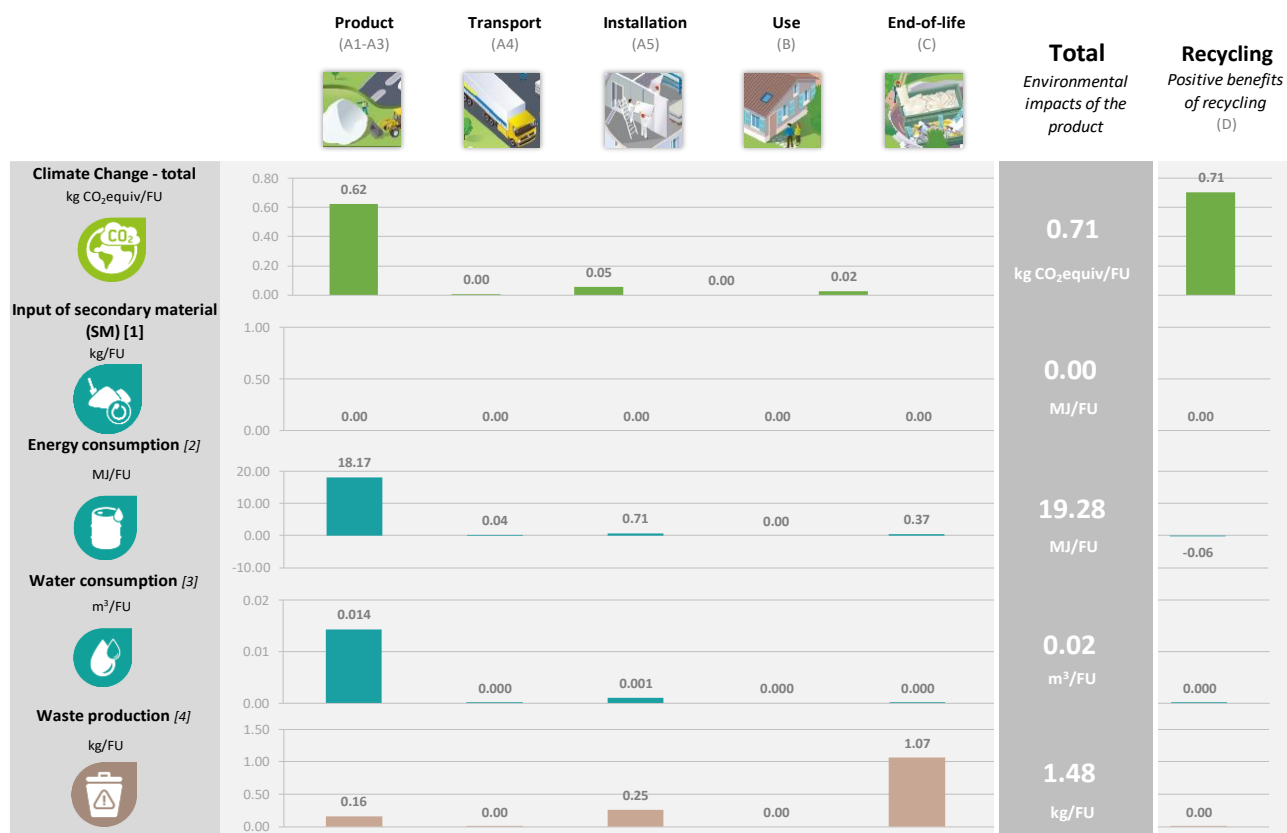 Product
(A1-A3)
Transport
(A4)
Installation
(A5)
Use
(B)
End-of-life
(C)
Total
Environmental
impacts of the
product
Recycling
Positive benefits
of recycling
(D)
Climate Change - total
kg CO₂equiv/FU
CO₂
0.80
0.60
0.40
0.20
0.00
0.62
0.00
0.05
0.00
0.02
0.71
kg CO₂equiv/FU
0.71
Input of secondary material
(SM) [1]
kg/FU
1.00
0.50
0.00
0.00
0.00
0.00
0.00
0.00
0.00
MJ/FU
0.00
Energy consumption [2]
MJ/FU
20.00
10.00
0.00
-10.00
18.17
0.04
0.71
0.00
0.37
19.28
MJ/FU
-0.06
Water consumption [3]
m³/FU
0.02
0.01
0.00
0.014
0.000
0.001
0.000
0.000
0.02
m³/FU
0.000
Waste production [4]
kg/FU
1.50
1.00
0.50
0.00
0.16
0.00
0.25
0.00
1.07
1.48
kg/FU
0.00